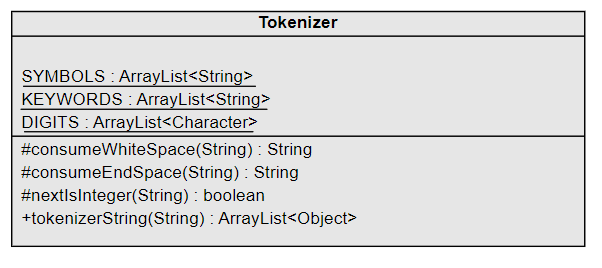 Tokenizer
SYMBOLS : ArrayList<String>
KEYWORDS : ArrayList<String>
DIGITS : ArrayList<Character>
#consumeWhiteSpace(String) : String
#consumeEndSpace(String) : String
#nextIsInteger(String) : boolean
+tokenizerString(String) : ArrayList<Object>